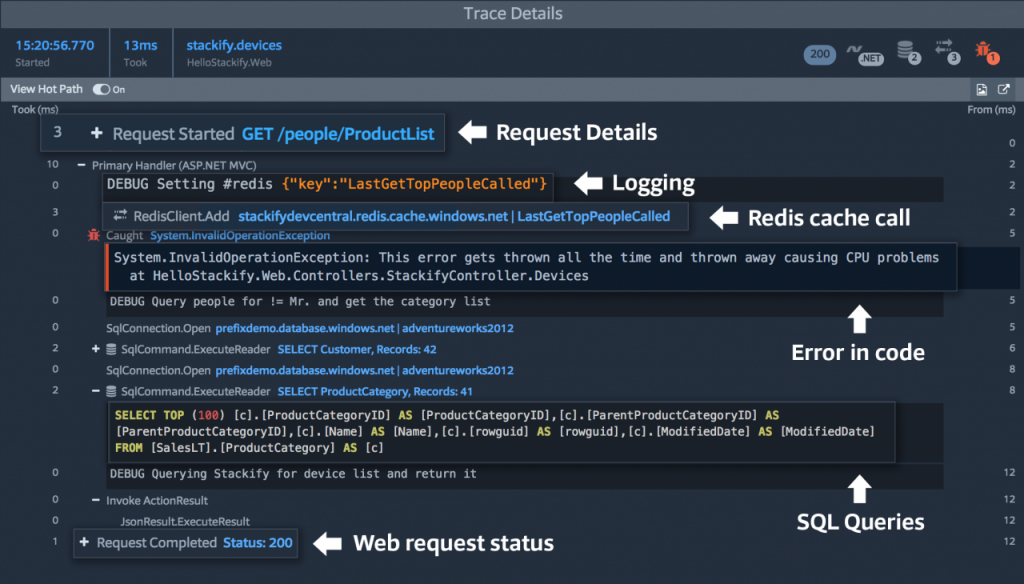 Trace Details
15:20:56.770
Started
13ms
Took
stackify.devices
HelloStackify.Web
200
.NET
2
3
1
View Hot Path On
Took (ms)
From (ms)
3 + Request Started GET /people/ProductList
Request Details
0
10 − Primary Handler (ASP.NET MVC) 2
0 DEBUG Setting #redis {"key":"LastGetTopPeopleCalled"} 2
Logging
3 RedisClient.Add stackifydevcentral.redis.cache.windows.net | LastGetTopPeopleCalled 2
Redis cache call
0 Caught System.InvalidOperationException 5
System.InvalidOperationException: This error gets thrown all the time and thrown away causing CPU problems
at HelloStackify.Web.Controllers.StackifyController.Devices
0 DEBUG Query people for != Mr. and get the category list 5
0 SqlConnection.Open prefixdemo.database.windows.net | adventureworks2012 5
Error in code
2 + SqlCommand.ExecuteReader SELECT Customer, Records: 42 6
0 SqlConnection.Open prefixdemo.database.windows.net | adventureworks2012 8
2 − SqlCommand.ExecuteReader SELECT ProductCategory, Records: 41 8
SELECT TOP (100) [c].[ProductCategoryID] AS [ProductCategoryID],[c].[ParentProductCategoryID] AS
[ParentProductCategoryID],[c].[Name] AS [Name],[c].[rowguid] AS [rowguid],[c].[ModifiedDate] AS [ModifiedDate]
FROM [SalesLT].[ProductCategory] AS [c]
0 DEBUG Querying Stackify for device list and return it 12
SQL Queries
0 − Invoke ActionResult 12
0 JsonResult.ExecuteResult 12
1 + Request Completed Status: 200 12
Web request status